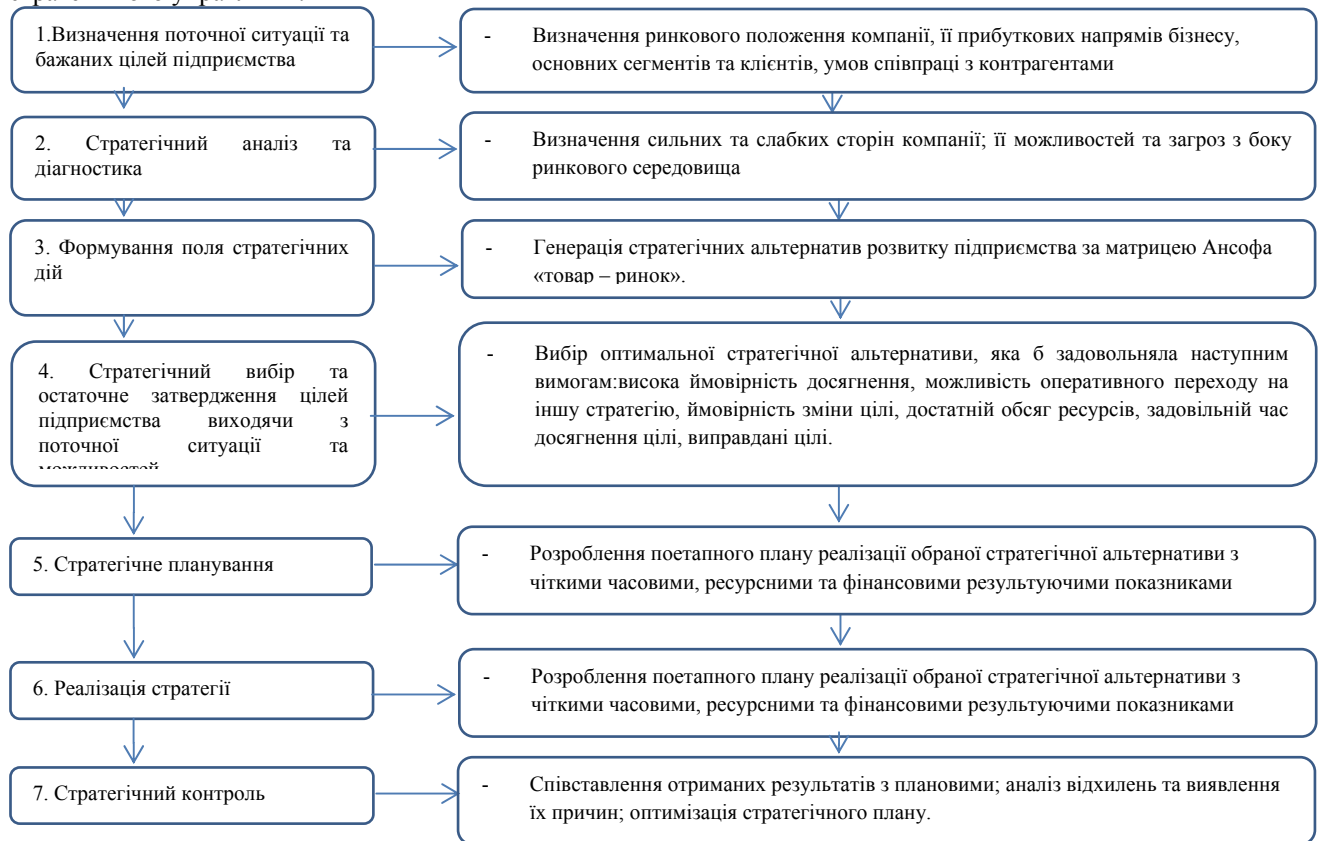 1.Визначення поточної ситуації та
бажаних цілей підприємства
- Визначення ринкового положення компанії, її прибуткових напрямів бізнесу,
основних сегментів та клієнтів, умов співпраці з контрагентами
2. Стратегічний аналіз та
діагностика
- Визначення сильних та слабких сторін компанії; її можливостей та загроз з боку
ринкового середовища
3. Формування поля стратегічних
дій
- Генерація стратегічних альтернатив розвитку підприємства за матрицею Ансофа
«товар – ринок».
4. Стратегічний вибір та
остаточне затвердження цілей
підприємства виходячи з
поточної ситуації та
можливостей
- Вибір оптимальної стратегічної альтернативи, яка б задовольняла наступним
вимогам:висока ймовірність досягнення, можливість оперативного переходу на
іншу стратегію, ймовірність зміни цілі, достатній обсяг ресурсів, задовільній час
досягнення цілі, виправдані цілі.
5. Стратегічне планування
- Розроблення поетапного плану реалізації обраної стратегічної альтернативи з
чіткими часовими, ресурсними та фінансовими результуючими показниками
6. Реалізація стратегії
- Розроблення поетапного плану реалізації обраної стратегічної альтернативи з
чіткими часовими, ресурсними та фінансовими результуючими показниками
7. Стратегічний контроль
- Співставлення отриманих результатів з плановими; аналіз відхилень та виявлення
їх причин; оптимізація стратегічного плану.